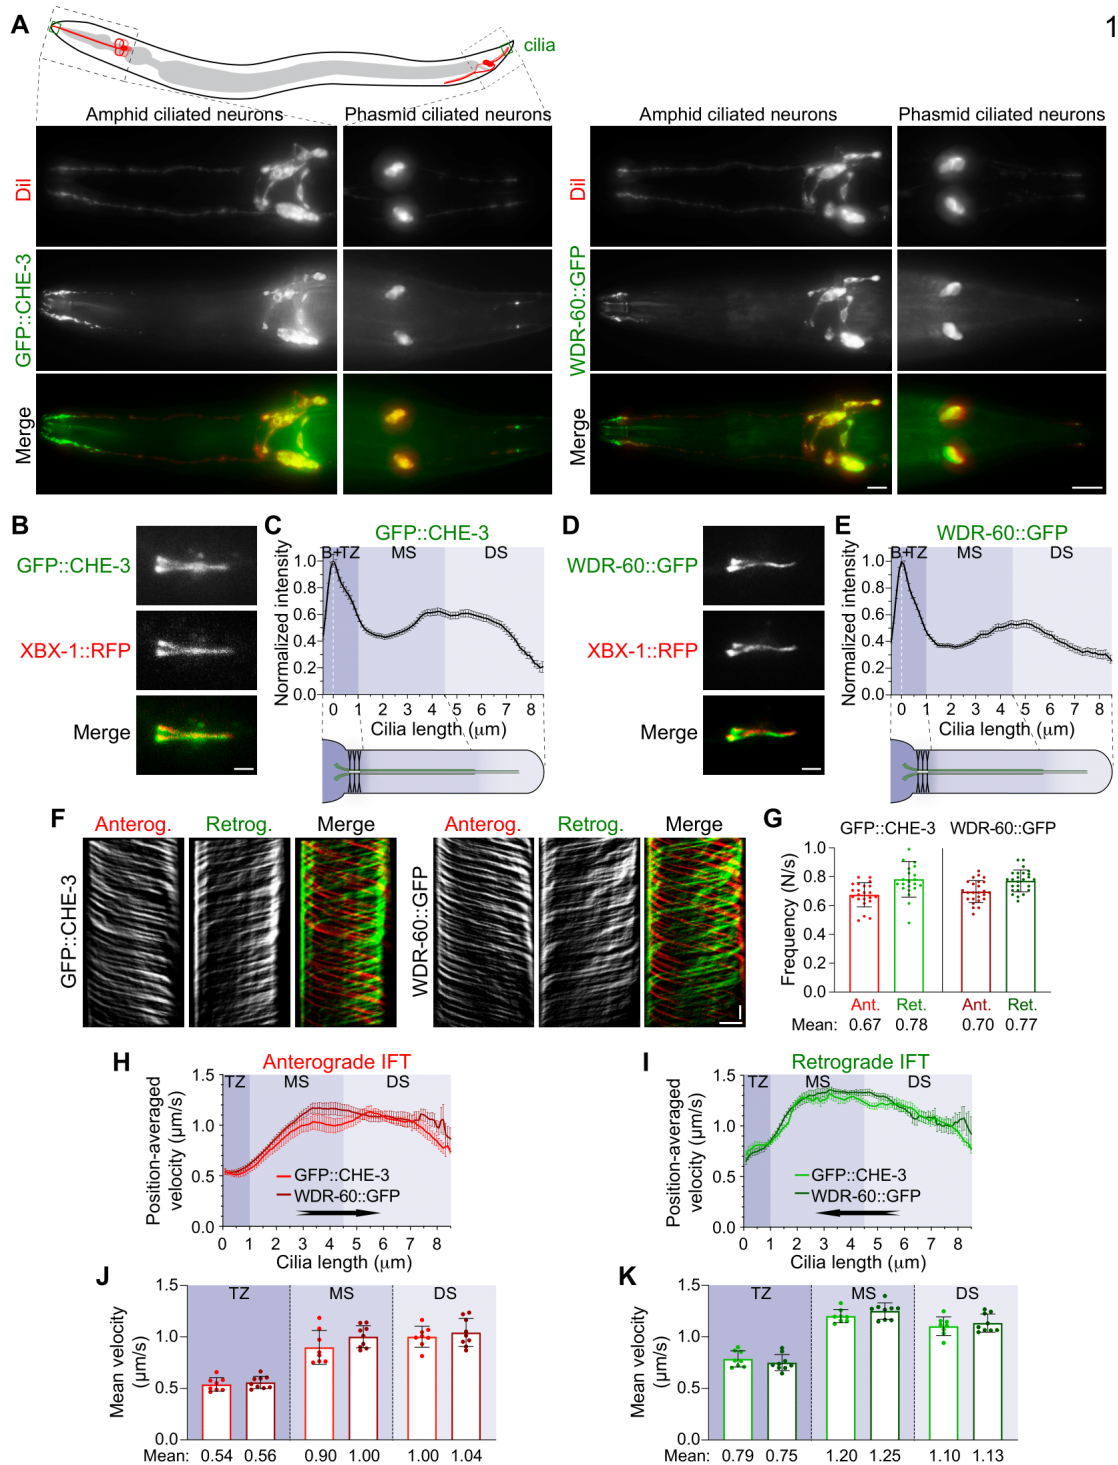 1
A
cilia
Amphid ciliated neurons
Phasmid ciliated neurons
Amphid ciliated neurons
Phasmid ciliated neurons
DiI
GFP::CHE-3
Merge
DiI
WDR-60::GFP
Merge
B
GFP::CHE-3
XBX-1::RFP
Merge
C
GFP::CHE-3
B+TZ MS DS
Normalized intensity
1.0
0.8
0.6
0.4
0.2
0.0
0 1 2 3 4 5 6 7 8
Cilia length (μm)
D
WDR-60::GFP
XBX-1::RFP
Merge
E
WDR-60::GFP
B+TZ MS DS
Normalized intensity
1.0
0.8
0.6
0.4
0.2
0.0
0 1 2 3 4 5 6 7 8
Cilia length (μm)
F
Anterog. Retrog. Merge
GFP::CHE-3
Anterog. Retrog. Merge
WDR-60::GFP
G
GFP::CHE-3 WDR-60::GFP
Frequency (N/s)
1.0
0.8
0.6
0.4
0.2
0.0
Ant. Ret. Ant. Ret.
Mean: 0.67 0.78 0.70 0.77
H
Anterograde IFT
TZ MS DS
Position-averaged
velocity (μm/s)
1.5
1.0
0.5
0.0
GFP::CHE-3
WDR-60::GFP
0 1 2 3 4 5 6 7 8
Cilia length (μm)
I
Retrograde IFT
TZ MS DS
Position-averaged
velocity (μm/s)
1.5
1.0
0.5
0.0
GFP::CHE-3
WDR-60::GFP
0 1 2 3 4 5 6 7 8
Cilia length (μm)
J
TZ MS DS
Mean velocity
(μm/s)
1.5
1.0
0.5
0
Mean: 0.54 0.56 0.90 1.00 1.00 1.04
K
TZ MS DS
Mean velocity
(μm/s)
1.5
1.0
0.5
0
Mean: 0.79 0.75 1.20 1.25 1.10 1.13